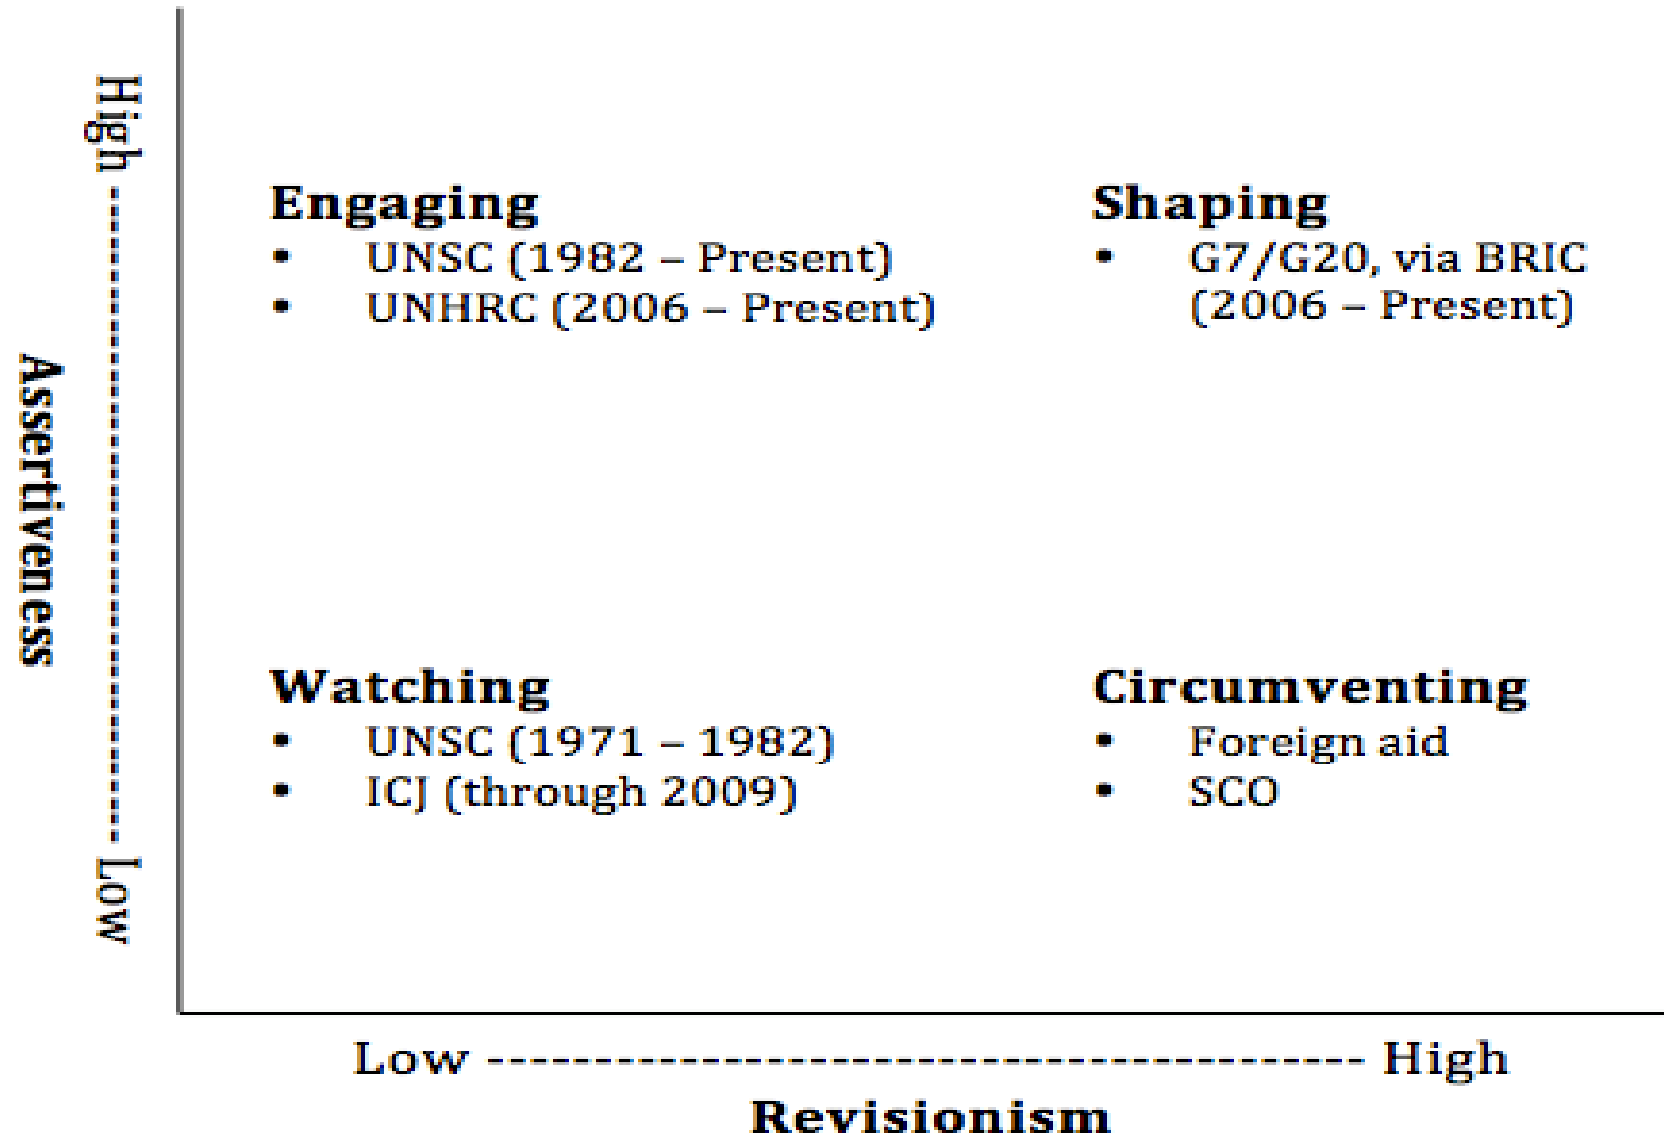 High
Assertiveness
Low
Engaging
• UNSC (1982 – Present)
• UNHRC (2006 – Present)
Shaping
• G7/G20, via BRIC
(2006 – Present)
Watching
• UNSC (1971 – 1982)
• ICJ (through 2009)
Circumventing
• Foreign aid
• SCO
Low ---------------------------------------- High
Revisionism